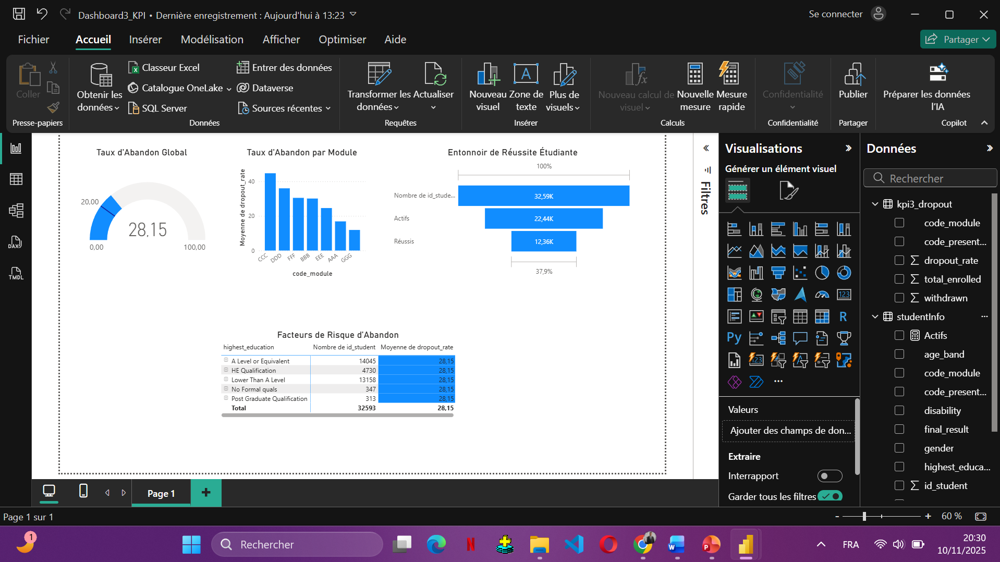 Dashboard3_KPI • Dernière enregistrement : Aujourd'hui à 13:23
Se connecter
Fichier
Accueil
Insérer
Modélisation
Afficher
Optimiser
Aide
Partager
Coller
Presse-papiers
Obtenir les données
Classeur Excel
Catalogue OneLake
SQL Server
Entrer des données
Dataverse
Sources récentes
Données
Transformer les données
Actualiser
Requêtes
Nouveau visuel
Zone de texte
Plus de visuels
Insérer
Nouveau calcul de visuel
Nouvelle mesure
Mesure rapide
Calculs
Confidentialité
Confidentialité
Publier
Partager
Préparer les données l'IA
Copilot
DAX
TMDL
Taux d'Abandon Global
20,00
28,15
0,00
100,00
Taux d'Abandon par Module
Moyenne de dropout_rate
40
20
0
CCC
DDD
FFF
BBB
EEE
AAA
GGG
code_module
Entonnoir de Réussite Étudiante
100%
Nombre de id_stude...
32,59K
Actifs
22,44K
Réussis
12,36K
37,9%
Facteurs de Risque d'Abandon
highest_education Nombre de id_student Moyenne de dropout_rate
A Level or Equivalent 14045 28,15
HE Qualification 4730 28,15
Lower Than A Level 13158 28,15
No Formal quals 347 28,15
Post Graduate Qualification 313 28,15
Total 32593 28,15
Filtres
Visualisations
Générer un élément visuel
123
R
Py
123
Valeurs
Ajouter des champs de don...
Extraire
Interrapport
Garder tous les filtres
Données
Rechercher
kpi3_dropout
code_module
code_present...
dropout_rate
total_enrolled
withdrawn
studentInfo
Actifs
age_band
code_module
code_present...
disability
final_result
gender
highest_educa...
id_student
Page 1
Page 1 sur 1
- + 60 %
1
Rechercher
FRA
20:30
10/11/2025